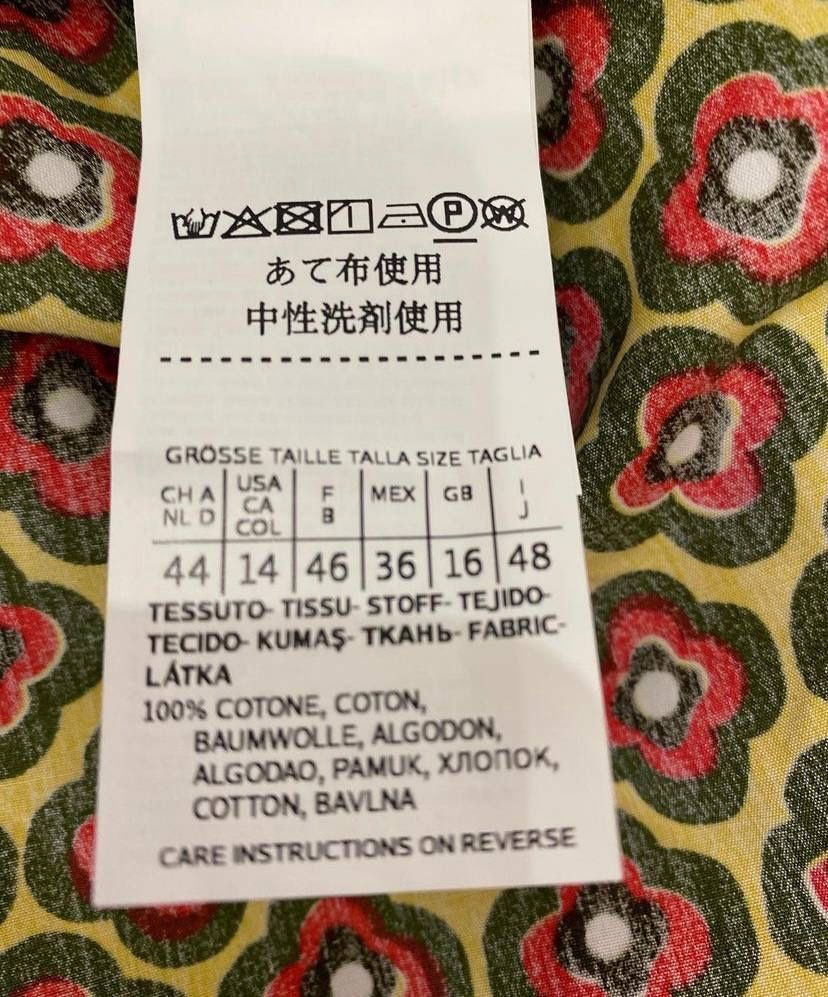 P W
あて布使用
中性洗剤使用
GRÖSSE TAILLE TALLA SIZE TAGLIA
CH A NL D USA CA COL F B MEX GB I J
44 14 46 36 16 48
TESSUTO- TISSU- STOFF- TEJIDO-
TECIDO- KUMAŞ- ТКАНЬ- FABRIC-
LÁTKA
100% COTONE, COTON,
BAUMWOLLE, ALGODON,
ALGODAO, PAMUK, ХЛОПОК,
COTTON, BAVLNA
CARE INSTRUCTIONS ON REVERSE